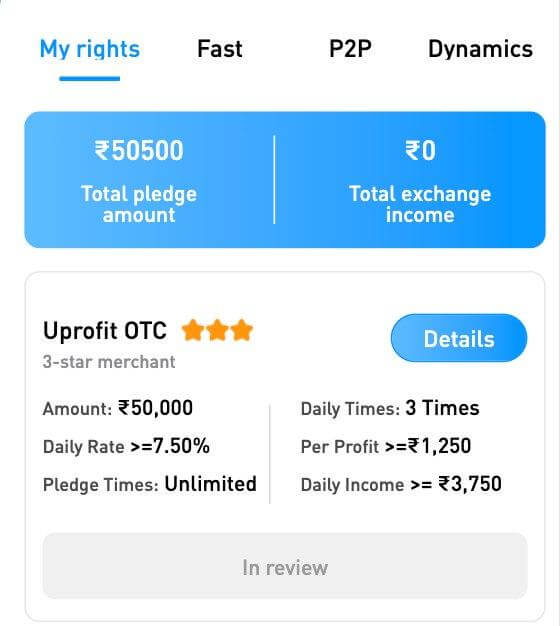 My rights Fast P2P Dynamics
₹50500 ₹0
Total pledge Total exchange
amount income
Uprofit OTC Details
3-star merchant
Amount: ₹50,000 Daily Times: 3 Times
Daily Rate >=7.50% Per Profit >=₹1,250
Pledge Times: Unlimited Daily Income >= ₹3,750
In review